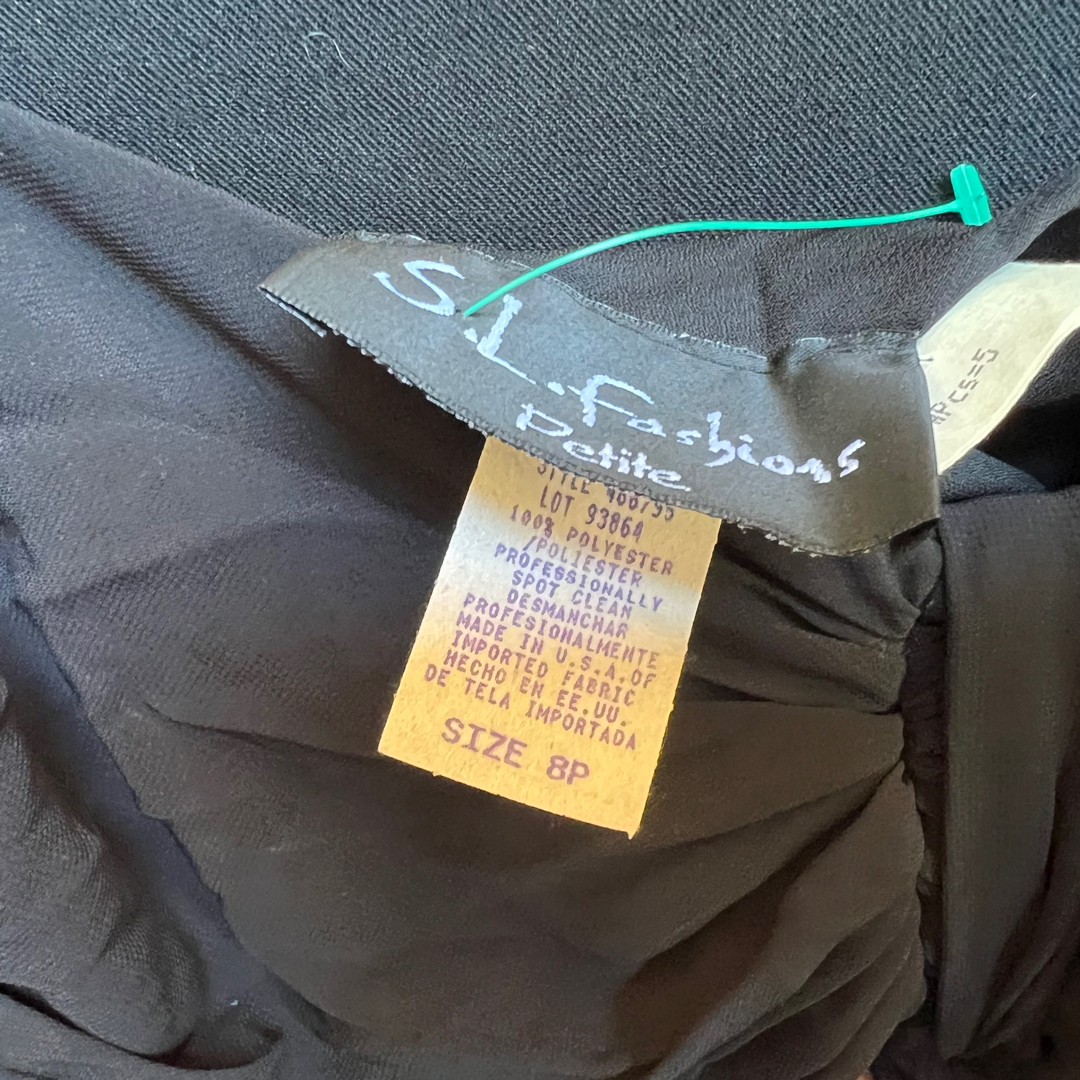 S.L. Fashions
Petite
STYLE
LOT 93864
100% POLYESTER
/POLIESTER
PROFESSIONALLY
SPOT CLEAN
DESMANCHAR
PROFESIONALMENTE
MADE IN U.S.A.OF
IMPORTED FABRIC
HECHO EN EE.UU.
DE TELA IMPORTADA
SIZE 8P